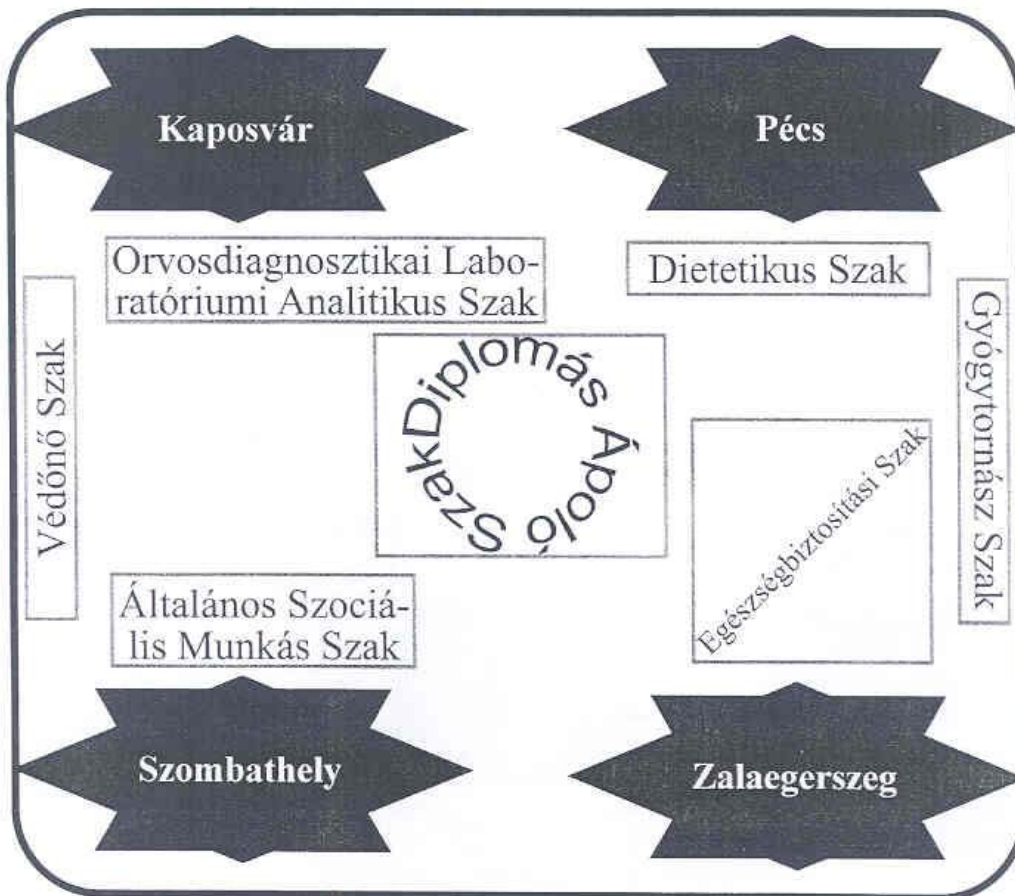 Kaposvár
Pécs
Orvosdiagnosztikai Labo-
ratóriumi Analitikus Szak
Dietetikus Szak
Védőnő Szak
Diplomás Ápoló Szak
Gyógytornász Szak
Egészségbiztosítási Szak
Általános Szociá-
lis Munkás Szak
Szombathely
Zalaegerszeg